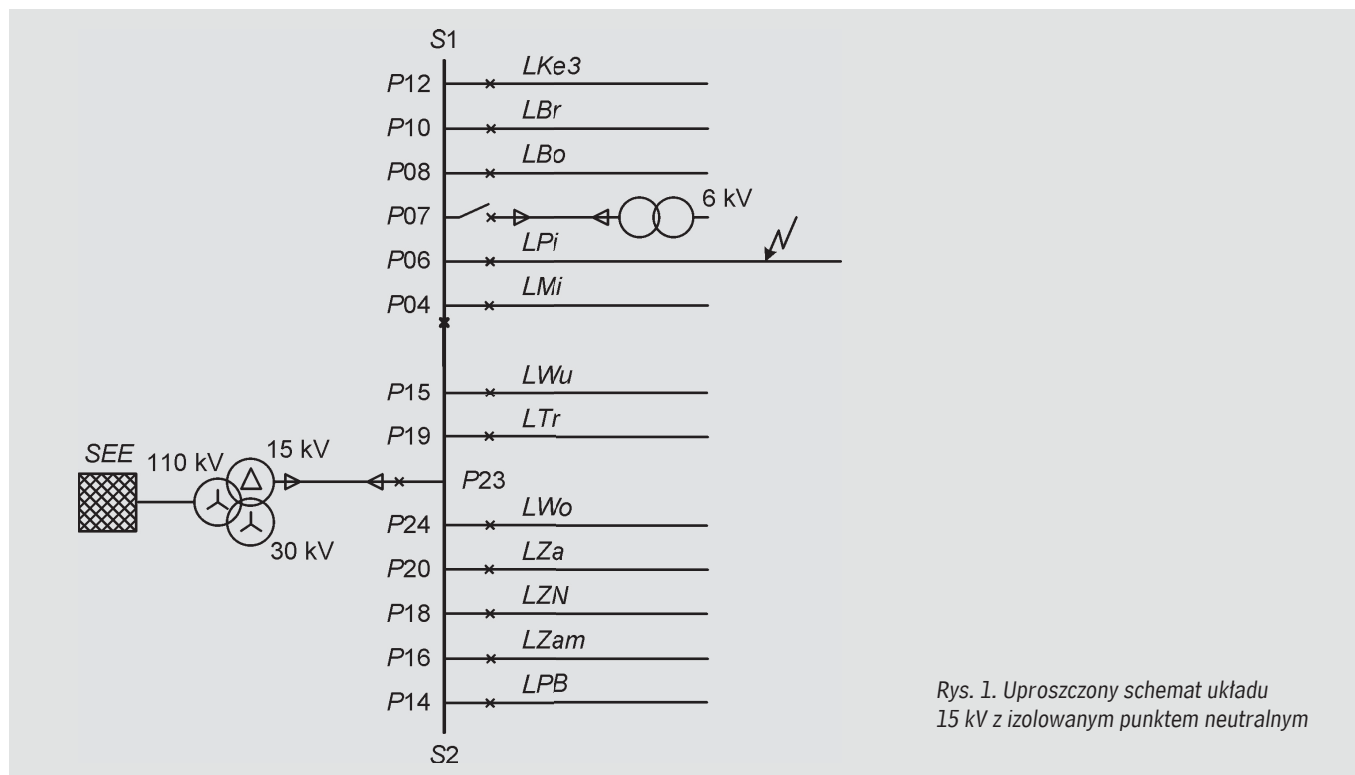 S1
P12 LKe3
P10 LBr
P08 LBo
P07 6 kV
P06 LPi
P04 LMi
P15 LWu
P19 LTr
SEE 110 kV 15 kV
P23
30 kV
P24 LWo
P20 LZa
P18 LZN
P16 LZam
P14 LPB
S2
Rys. 1. Uproszczony schemat układu
15 kV z izolowanym punktem neutralnym